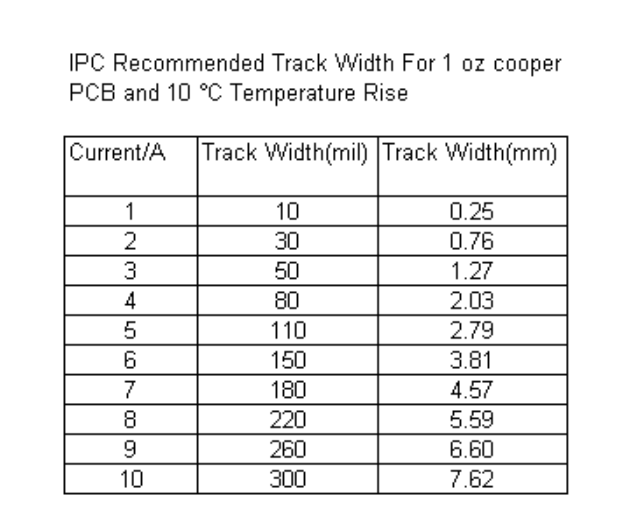 IPC Recommended Track Width For 1 oz cooper
PCB and 10 °C Temperature Rise
Current/A Track Width(mil) Track Width(mm)
1 10 0.25
2 30 0.76
3 50 1.27
4 80 2.03
5 110 2.79
6 150 3.81
7 180 4.57
8 220 5.59
9 260 6.60
10 300 7.62